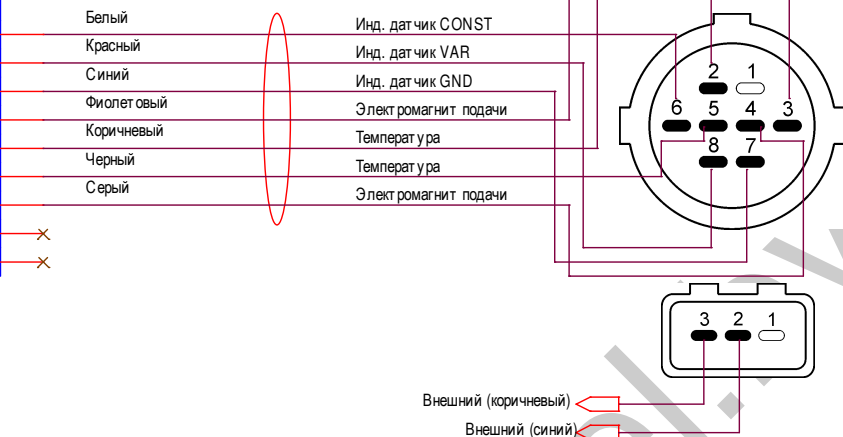 Белый
Инд. датчик CONST
Красный
Инд. датчик VAR
Синий
Инд. датчик GND
Фиолетовый
Электромагнит подачи
Коричневый
Температура
Черный
Температура
Серый
Электромагнит подачи
2 1
6 5 4 3
8 7
3 2 1
Внешний (коричневый)
Внешний (синий)